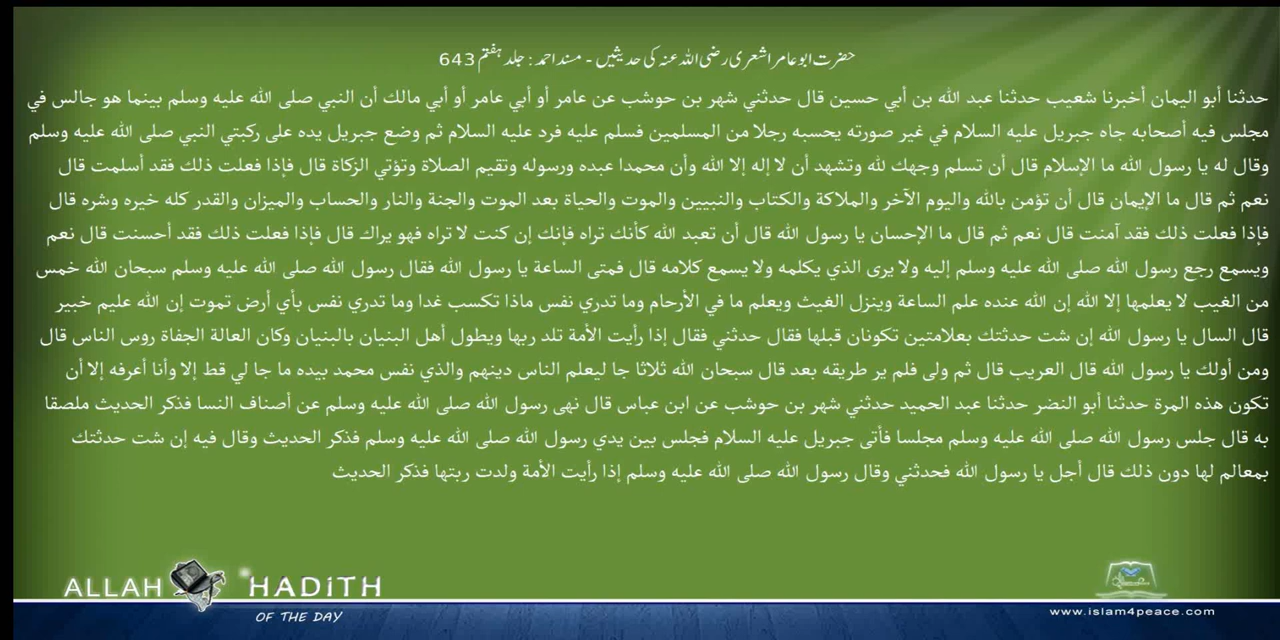 حضرت ابو عامر اشعری رضی اللہ عنہ کی حدیثیں - مسند احمد: جلد ہفتم 643
حدثنا أبو اليمان أخبرنا شعيب حدثنا عبد الله بن أبي حسين قال حدثني شهر بن حوشب عن عامر أو أبي عامر أو أبي مالك أن النبي صلى الله عليه وسلم بينما هو جالس في
مجلس فيه أصحابه جاه جبريل عليه السلام في غير صورته يحسبه رجلا من المسلمين فسلم عليه فرد عليه السلام ثم وضع جبريل يده على ركبتي النبي صلى الله عليه وسلم
وقال له يا رسول الله ما الإسلام قال أن تسلم وجهك لله وتشهد أن لا إله إلا الله وأن محمدا عبده ورسوله وتقيم الصلاة وتؤتي الزكاة قال فإذا فعلت ذلك فقد أسلمت قال
نعم ثم قال ما الإيمان قال أن تؤمن بالله واليوم الآخر والملاكة والكتاب والنبيين والموت والحياة بعد الموت والجنة والنار والحساب والميزان والقدر كله خيره وشره قال
فإذا فعلت ذلك فقد آمنت قال نعم ثم قال ما الإحسان يا رسول الله قال أن تعبد الله كأنك تراه فإنك إن كنت لا تراه فهو يراك قال فإذا فعلت ذلك فقد أحسنت قال نعم
ويسمع رجع رسول الله صلى الله عليه وسلم إليه ولا يرى الذي يكلمه ولا يسمع كلامه قال فمتى الساعة يا رسول الله فقال رسول الله صلى الله عليه وسلم سبحان الله خمس
من الغيب لا يعلمها إلا الله إن الله عنده علم الساعة وينزل الغيث ويعلم ما في الأرحام وما تدري نفس ماذا تكسب غدا وما تدري نفس بأي أرض تموت إن الله عليم خبير
قال السال يا رسول الله إن شت حدثتك بعلامتين تكونان قبلها فقال حدثني فقال إذا رأيت الأمة تلد ربها ويطول أهل البنيان بالبنيان وكان العالة الجفاة روس الناس قال
ومن أولك يا رسول الله قال العريب قال ثم ولى فلم ير طريقه بعد قال سبحان الله ثلاثا جا ليعلم الناس دينهم والذي نفس محمد بيده ما جا لي قط إلا وأنا أعرفه إلا أن
تكون هذه المرة حدثنا أبو النضر حدثنا عبد الحميد حدثني شهر بن حوشب عن ابن عباس قال نهى رسول الله صلى الله عليه وسلم عن أصناف النسا فذكر الحديث ملصقا
به قال جلس رسول الله صلى الله عليه وسلم مجلسا فأتى جبريل عليه السلام فجلس بين يدي رسول الله صلى الله عليه وسلم فذكر الحديث وقال فيه إن شت حدثتك
بمعالم لها دون ذلك قال أجل يا رسول الله فحدثني وقال رسول الله صلى الله عليه وسلم إذا رأيت الأمة ولدت ربتها فذكر الحديث
ALLAH HADITH
OF THE DAY
www.islam4peace.com